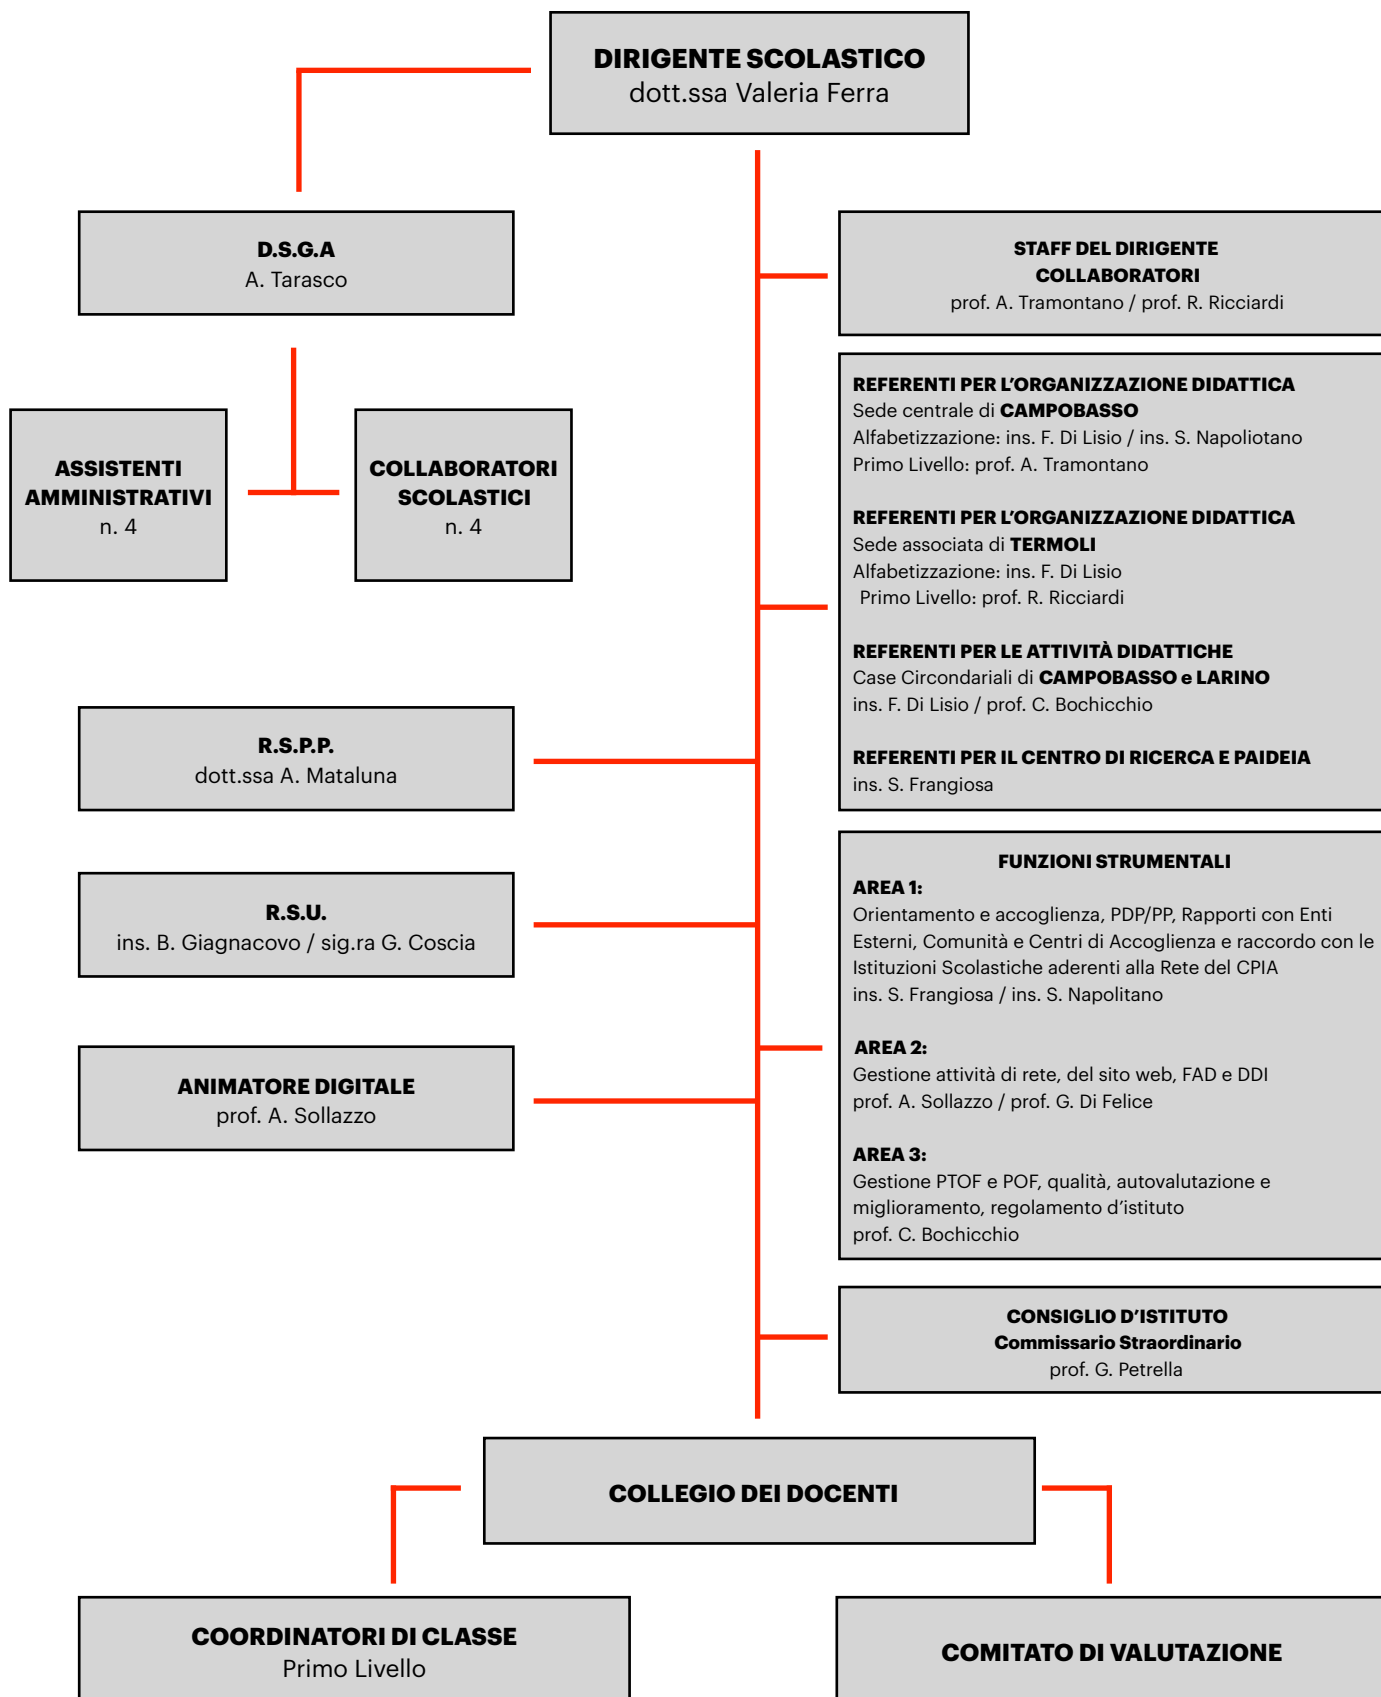 DIRIGENTE SCOLASTICO
dott.ssa Valeria Ferra
D.S.G.A
A. Tarasco
ASSISTENTI
AMMINISTRATIVI
n. 4
COLLABORATORI
SCOLASTICI
n. 4
R.S.P.P.
dott.ssa A. Mataluna
R.S.U.
ins. B. Giagnacovo / sig.ra G. Coscia
ANIMATORE DIGITALE
prof. A. Sollazzo
STAFF DEL DIRIGENTE
COLLABORATORI
prof. A. Tramontano / prof. R. Ricciardi
REFERENTI PER L’ORGANIZZAZIONE DIDATTICA
Sede centrale di CAMPOBASSO
Alfabetizzazione: ins. F. Di Lisio / ins. S. Napoliotano
Primo Livello: prof. A. Tramontano
REFERENTI PER L’ORGANIZZAZIONE DIDATTICA
Sede associata di TERMOLI
Alfabetizzazione: ins. F. Di Lisio
Primo Livello: prof. R. Ricciardi
REFERENTI PER LE ATTIVITÀ DIDATTICHE
Case Circondariali di CAMPOBASSO e LARINO
ins. F. Di Lisio / prof. C. Bochicchio
REFERENTI PER IL CENTRO DI RICERCA E PAIDEIA
ins. S. Frangiosa
FUNZIONI STRUMENTALI
AREA 1:
Orientamento e accoglienza, PDP/PP, Rapporti con Enti
Esterni, Comunità e Centri di Accoglienza e raccordo con le
Istituzioni Scolastiche aderenti alla Rete del CPIA
ins. S. Frangiosa / ins. S. Napolitano
AREA 2:
Gestione attività di rete, del sito web, FAD e DDI
prof. A. Sollazzo / prof. G. Di Felice
AREA 3:
Gestione PTOF e POF, qualità, autovalutazione e
miglioramento, regolamento d’istituto
prof. C. Bochicchio
CONSIGLIO D’ISTITUTO
Commissario Straordinario
prof. G. Petrella
COLLEGIO DEI DOCENTI
COORDINATORI DI CLASSE
Primo Livello
COMITATO DI VALUTAZIONE